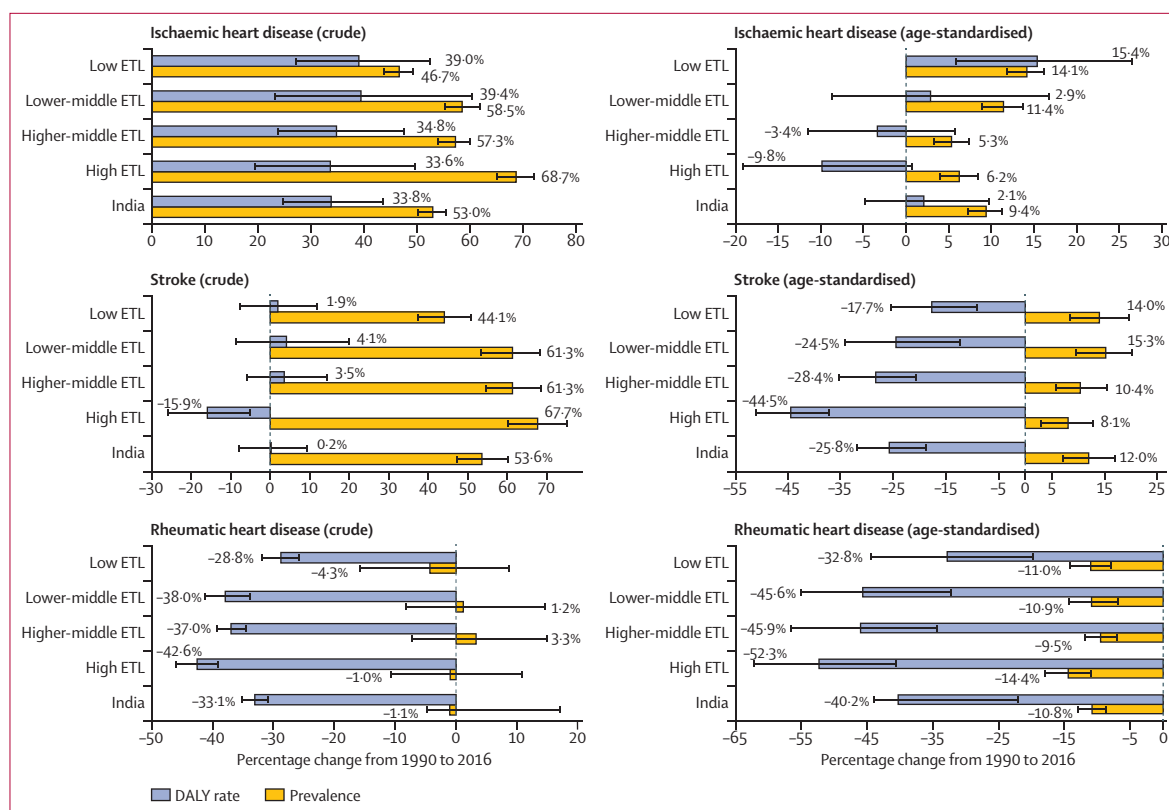 Ischaemic heart disease (crude)
Low ETL
39·0%
46·7%
Lower-middle ETL
39·4%
58·5%
Higher-middle ETL
34·8%
57·3%
High ETL
33·6%
68·7%
India
33·8%
53·0%
0 10 20 30 40 50 60 70 80
Ischaemic heart disease (age-standardised)
15·4%
14·1%
Low ETL
2·9%
11·4%
Lower-middle ETL
−3·4%
5·3%
Higher-middle ETL
−9·8%
6·2%
High ETL
2·1%
9·4%
India
−20 −15 −10 −5 0 5 10 15 20 25 30
Stroke (crude)
Low ETL
1·9%
44·1%
Lower-middle ETL
4·1%
61·3%
Higher-middle ETL
3·5%
61·3%
High ETL
−15·9%
67·7%
India
0·2%
53·6%
−30 −20 −10 0 10 20 30 40 50 60 70
Stroke (age-standardised)
Low ETL
−17·7%
14·0%
Lower-middle ETL
−24·5%
15·3%
Higher-middle ETL
−28·4%
10·4%
High ETL
−44·5%
8·1%
India
−25·8%
12·0%
−55 −45 −35 −25 −15 −5 0 5 15 25
Rheumatic heart disease (crude)
Low ETL
−28·8%
−4·3%
Lower-middle ETL
−38·0%
1·2%
Higher-middle ETL
−37·0%
3·3%
High ETL
−42·6%
−1·0%
India
−33·1%
−1·1%
−50 −40 −30 −20 −10 0 10 20
Percentage change from 1990 to 2016
Rheumatic heart disease (age-standardised)
Low ETL
−32·8%
−11·0%
Lower-middle ETL
−45·6%
−10·9%
Higher-middle ETL
−45·9%
−9·5%
High ETL
−52·3%
−14·4%
India
−40·2%
−10·8%
−65 −55 −45 −35 −25 −15 −5 0
Percentage change from 1990 to 2016
DALY rate Prevalence